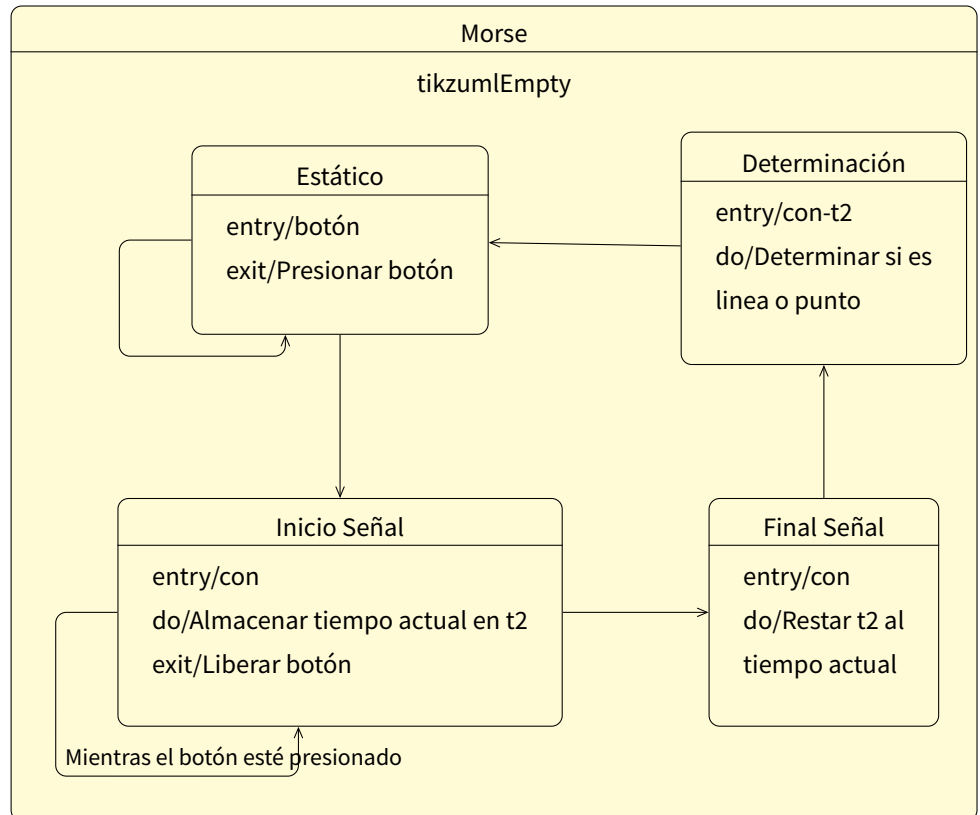 Morse
tikzumlEmpty
Estático
entry/botón
exit/Presionar botón
Determinación
entry/con-t2
do/Determinar si es
linea o punto
Inicio Señal
entry/con
do/Almacenar tiempo actual en t2
exit/Liberar botón
Mientras el botón esté presionado
Final Señal
entry/con
do/Restar t2 al
tiempo actual